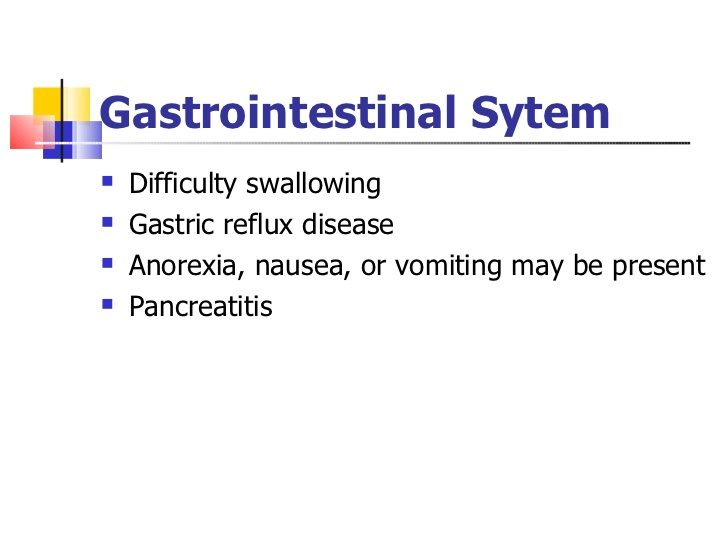 Gastrointestinal Sytem
Difficulty swallowing
Gastric reflux disease
Anorexia, nausea, or vomiting may be present
Pancreatitis